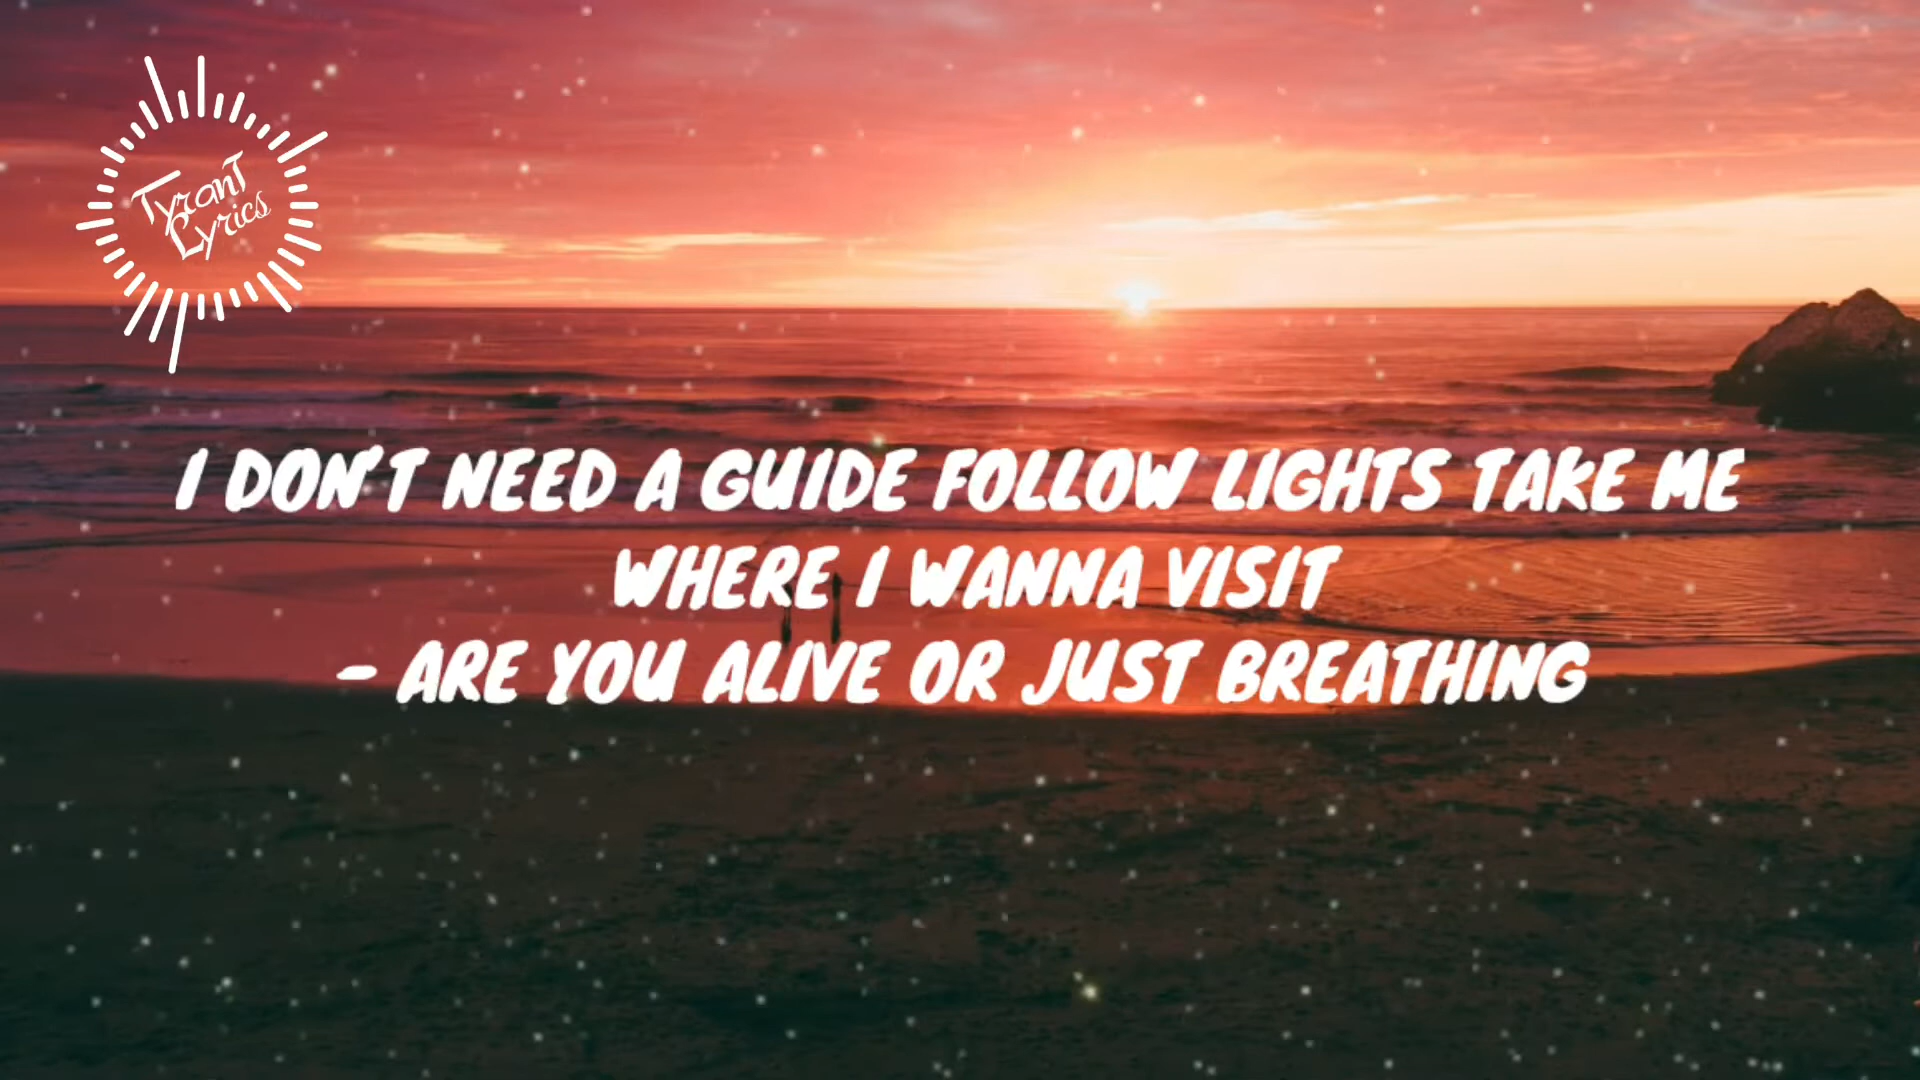 TyranT
Lyrics
I DON'T NEED A GUIDE FOLLOW LIGHTS TAKE ME
WHERE I WANNA VISIT
- ARE YOU ALIVE OR JUST BREATHING